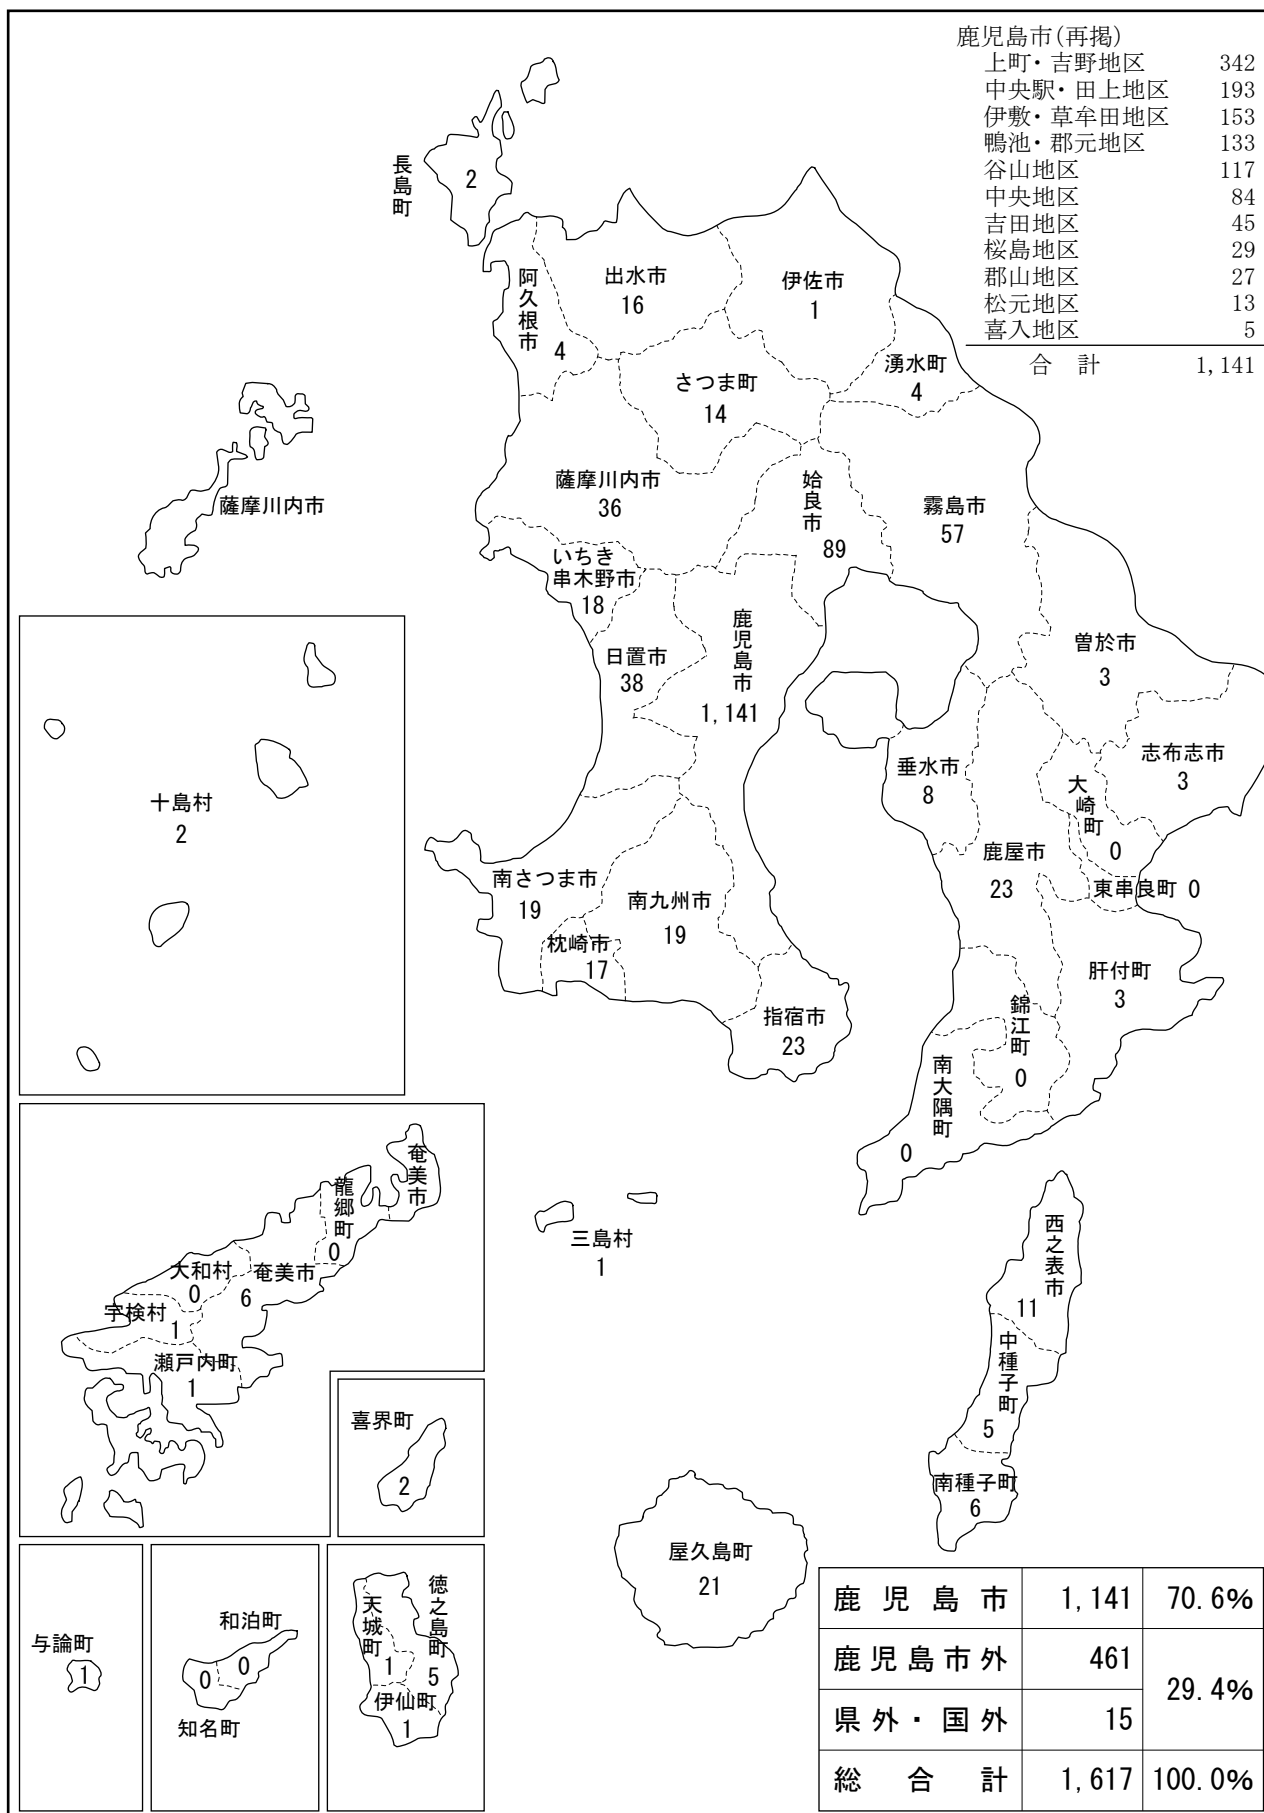 鹿児島市(再掲)
上町・吉野地区 342
中央駅・田上地区 193
伊敷・草牟田地区 153
鴨池・郡元地区 133
谷山地区 117
中央地区 84
吉田地区 45
桜島地区 29
郡山地区 27
松元地区 13
喜入地区 5
合計 1,141
長島町
2
阿久根市
4
出水市
16
伊佐市
1
湧水町
4
さつま町
14
薩摩川内市
36
薩摩川内市
姶良市
89
霧島市
57
いちき
串木野市
18
日置市
38
鹿児島市
1,141
曽於市
3
志布志市
3
垂水市
8
大崎町
0
鹿屋市
23
東串良町 0
十島村
2
南さつま市
19
南九州市
19
枕崎市
17
指宿市
23
肝付町
3
錦江町
0
南大隅町
0
三島村
1
西之表市
11
中種子町
5
南種子町
6
屋久島町
21
奄美市
龍郷町
0
大和村
0
奄美市
6
宇検村
1
瀬戸内町
1
喜界町
2
与論町
1
和泊町
0
0
知名町
徳之島町
5
天城町
1
伊仙町
1
鹿児島市 1,141 70.6%
鹿児島市外 461
29.4%
県外・国外 15
総合計 1,617 100.0%